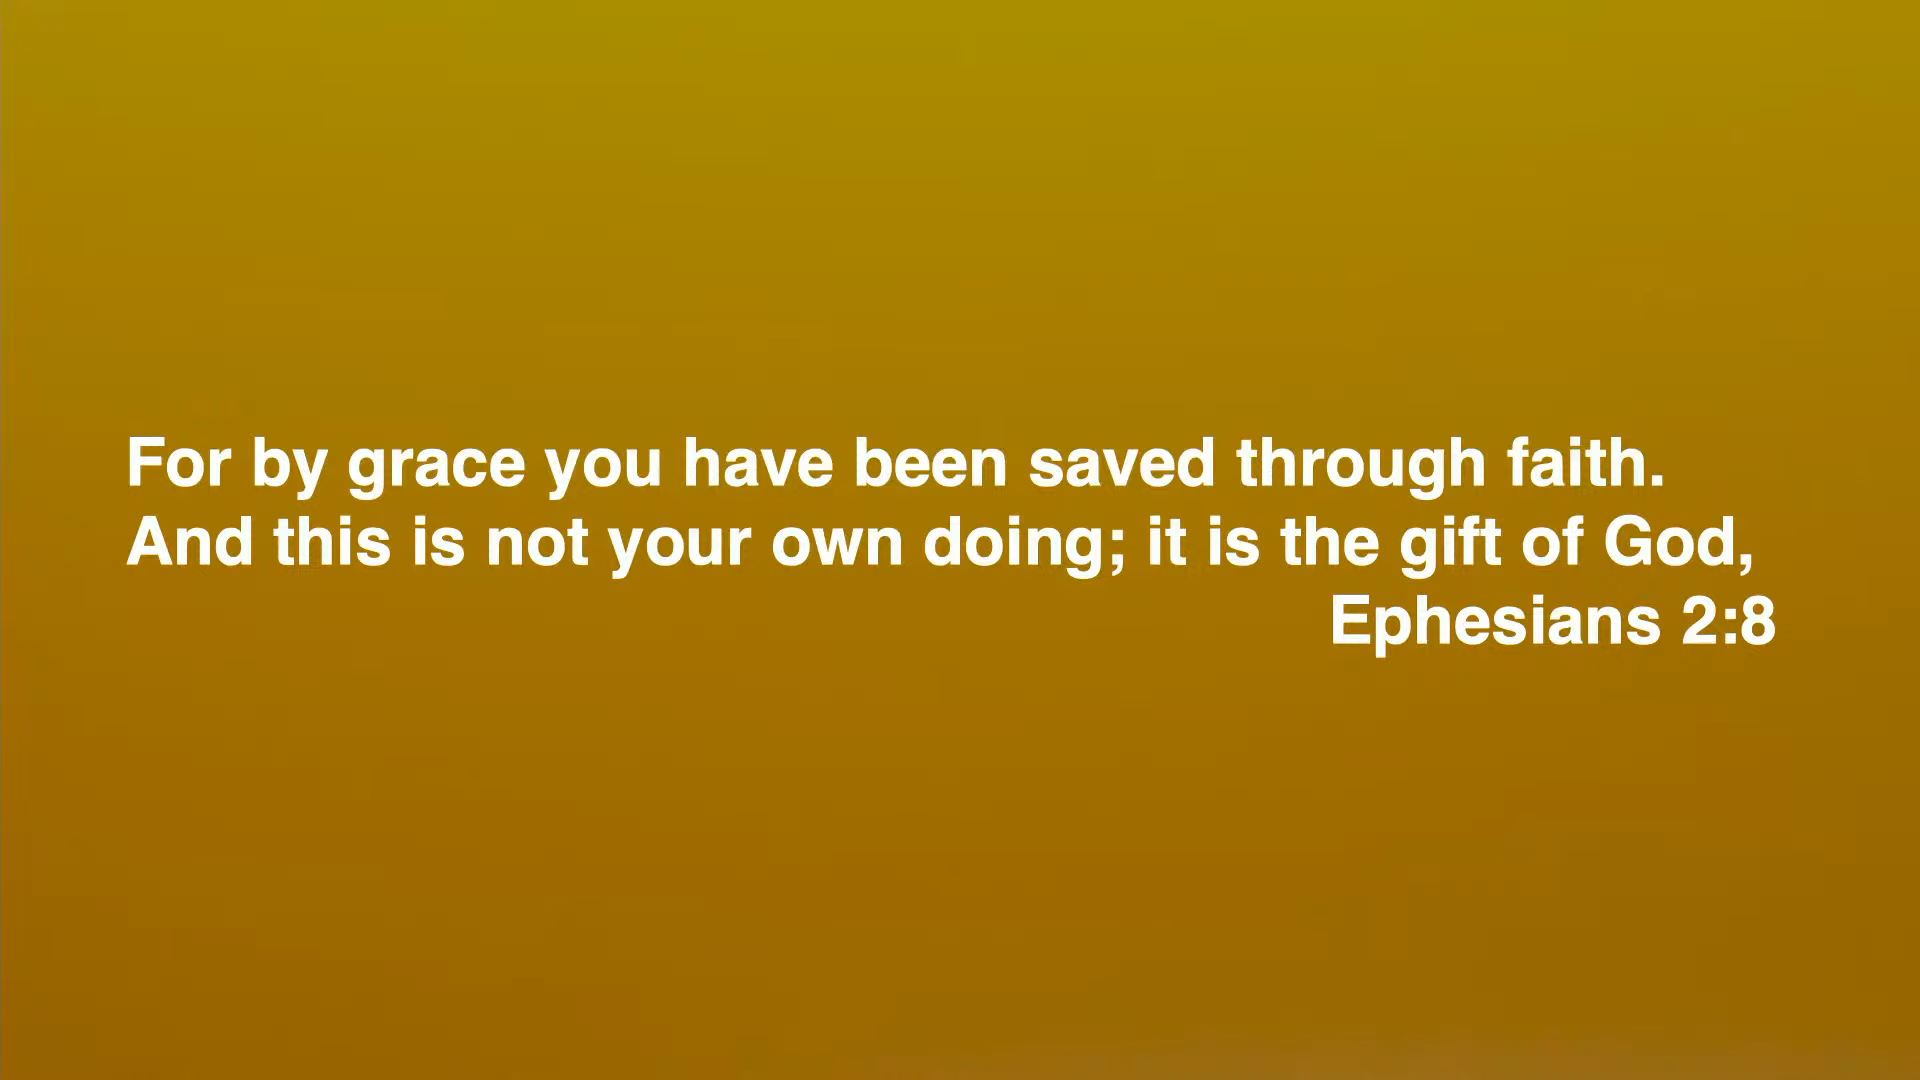 For by grace you have been saved through faith.
And this is not your own doing; it is the gift of God,
Ephesians 2:8